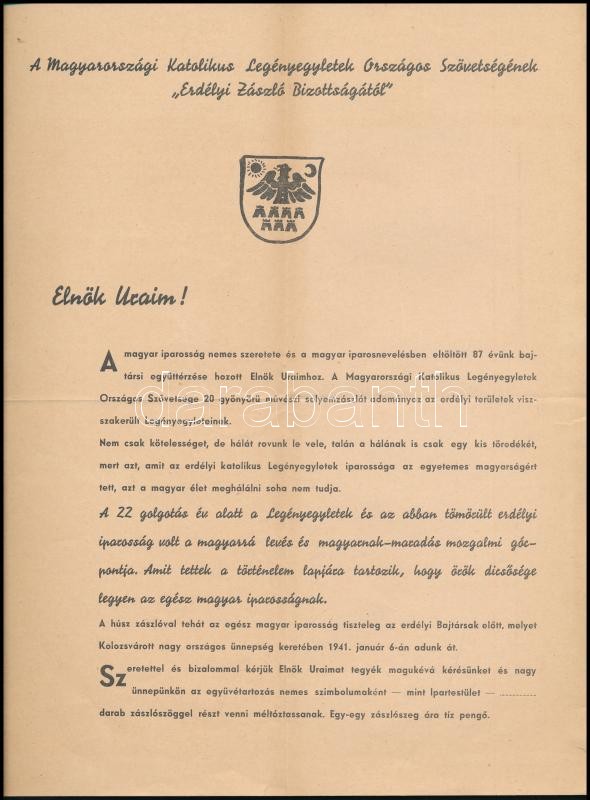 A Magyarországi Katolikus Legényegyletek Országos Szövetségének
„Erdélyi Zászló Bizottságától"
Elnök Uraim!
A magyar iparosság nemes szeretete és a magyar iparosnevelésben eltöltött 87 évünk baj-
társi együttérzése hozott Elnök Uraimhoz. A Magyarországi Katolikus Legényegyletek
Országos Szövetsége 20 gyönyörű művészi selyemzászlót adományoz az erdélyi területek visz-
szakerült Legényegyleteinak.
Nem csak kötelességet, de hálát rovunk le vele, talán a hálának is csak egy kis töredékét,
mert azt, amit az erdélyi katolikus Legényegyletek iparossága az egyetemes magyarságért
tett, azt a magyar élet meghálálni soha nem tudja.
A 22 golgotás év alatt a Legényegyletek és az abban tömörült erdélyi
iparosság volt a magyarrá levés és magyarnak-maradás mozgalmi góc-
pontja. Amit tettek a történelem lapjára tartozik, hogy örök dicsősége
legyen az egész magyar iparosságnak.
A húsz zászlóval tehát az egész magyar iparosság tiszteleg az erdélyi Bajtársak előtt, melyet
Kolozsvárott nagy országos ünnepség keretében 1941. január 6-án adunk át.
Szeretettel és bizalommal kérjük Elnök Uraimat tegyék magukévá kérésünket és nagy
ünnepünkön az együvétartozás nemes szimbolumaként — mint Ipartestület — ............
darab zászlószöggel részt venni méltóztassanak. Egy-egy zászlószeg ára tíz pengő.
darabanth